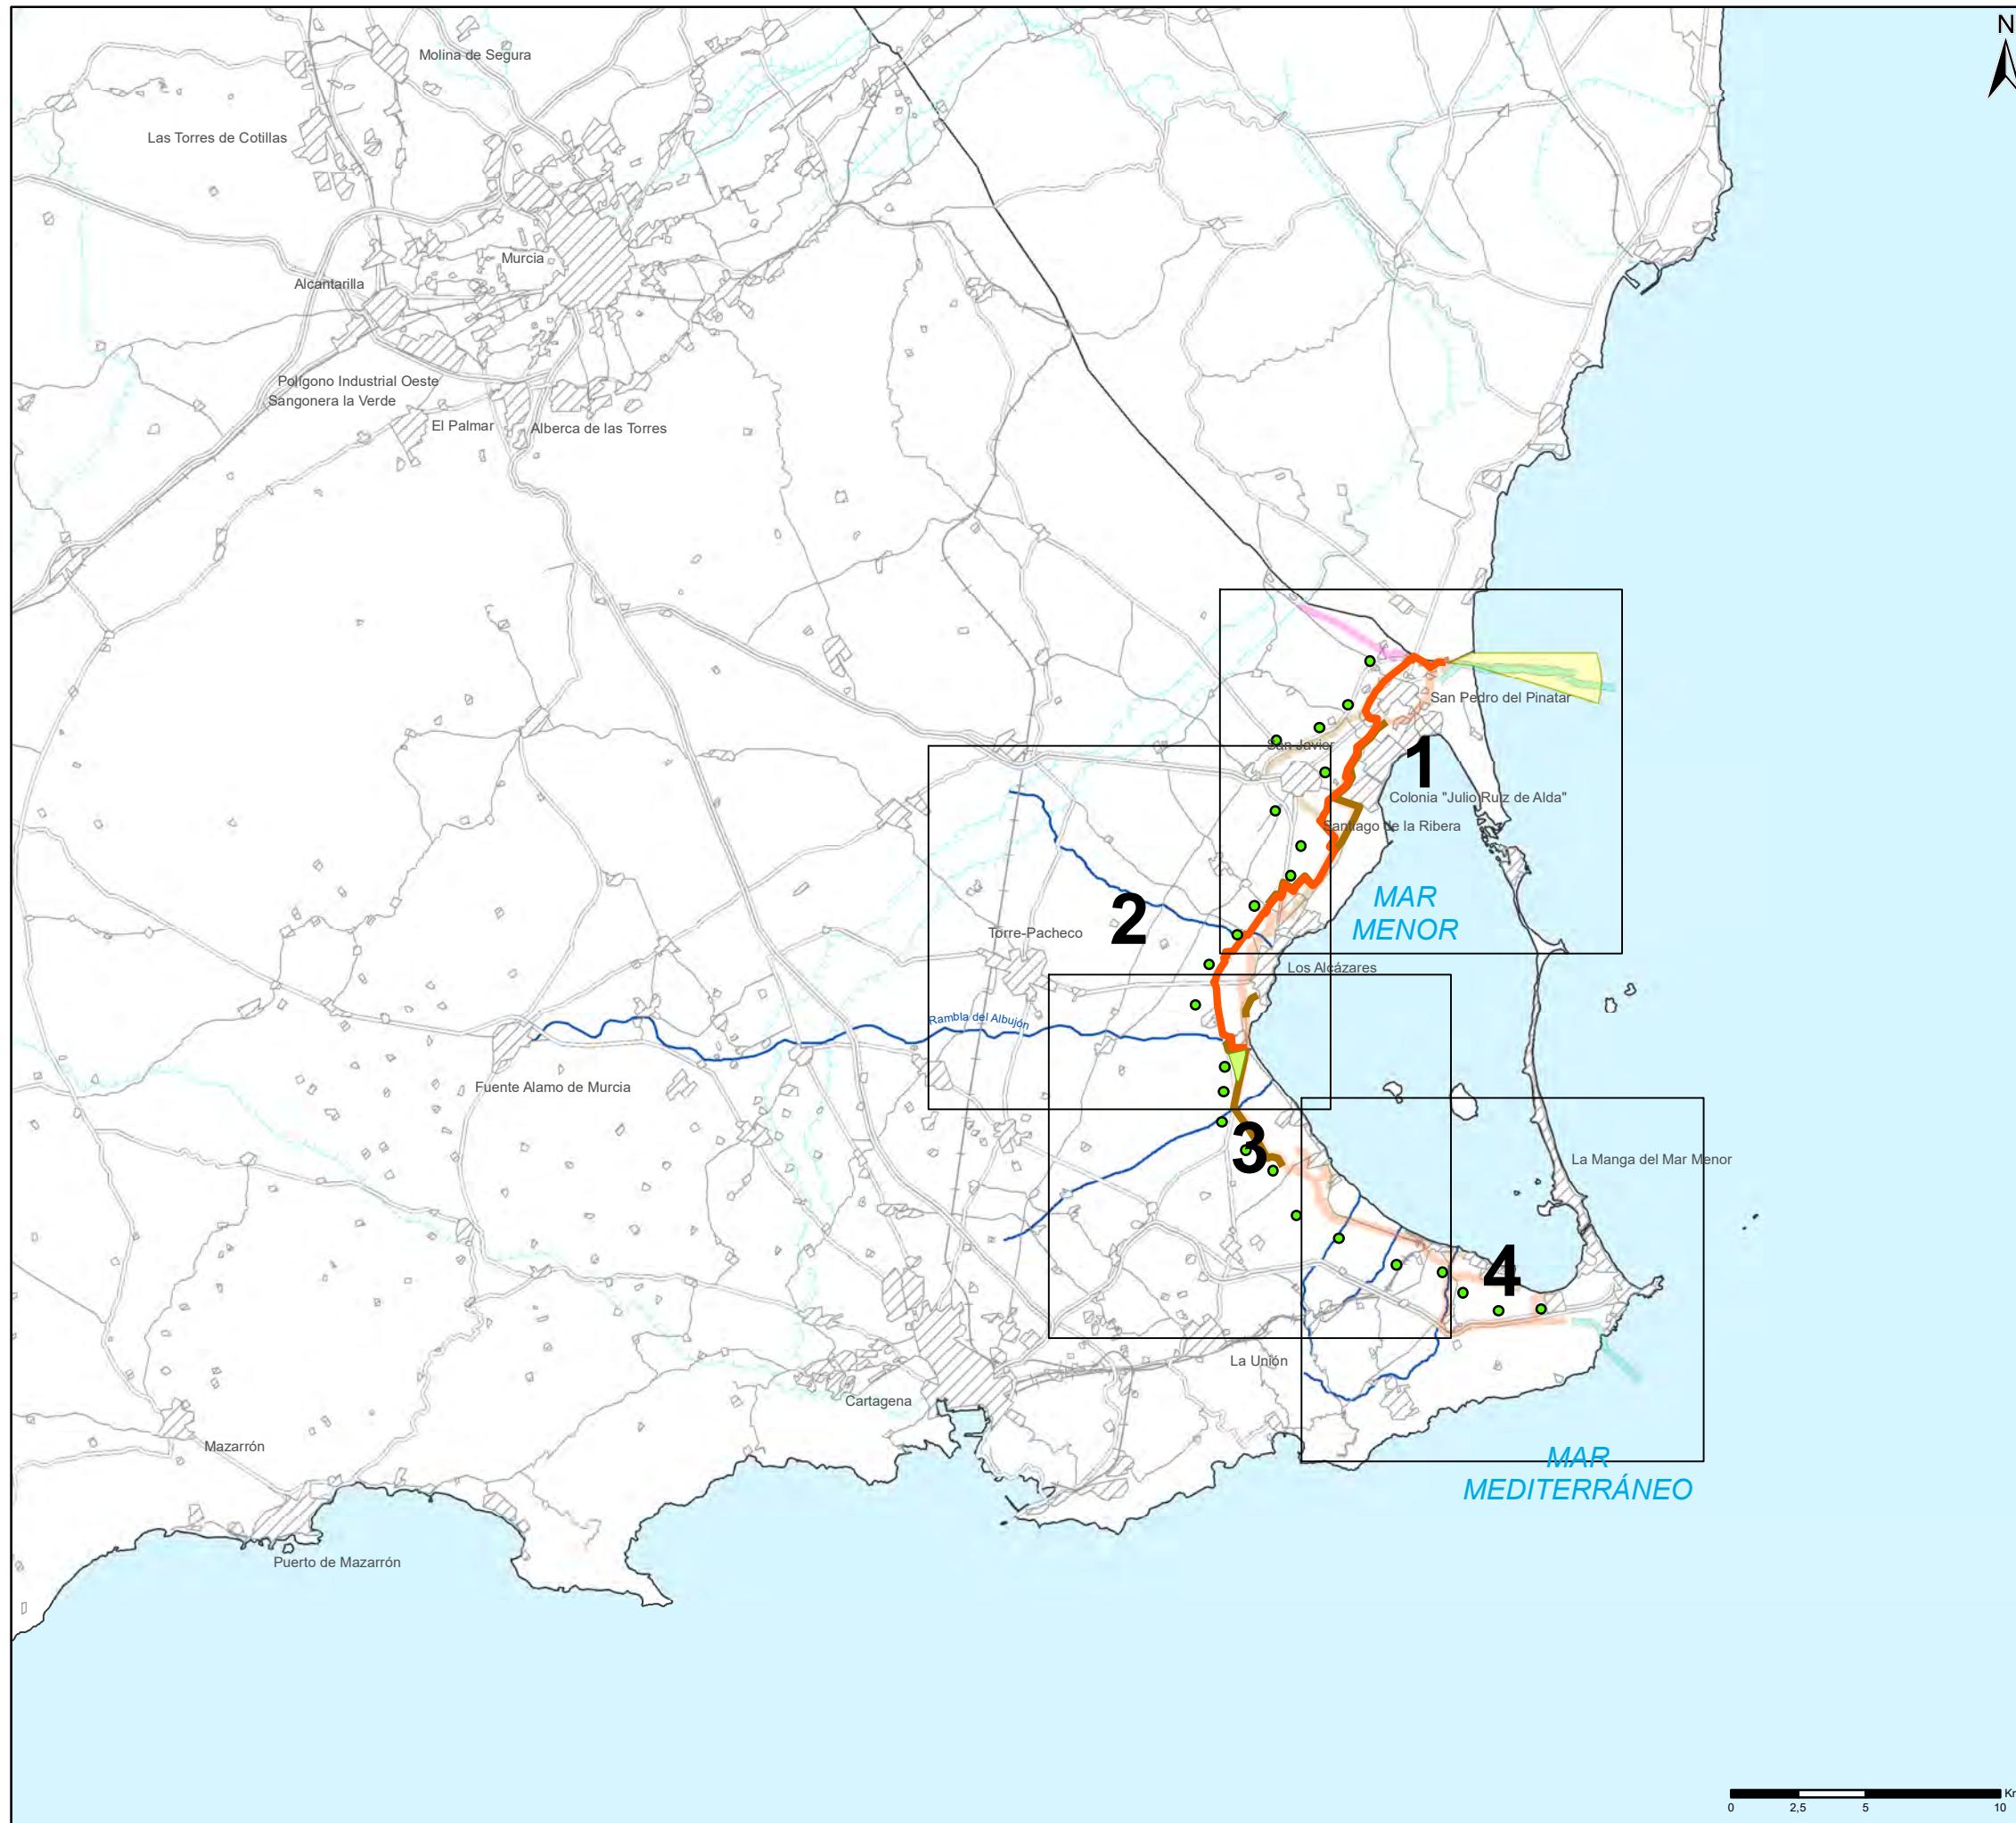 N
Molina de Segura
Las Torres de Cotillas
Murcia
Alcantarilla
Polígono Industrial Oeste
Sangonera la Verde
El Palmar
Alberca de las Torres
San Pedro del Pinatar
San Javier
1
Colonia "Julio Ruiz de Alda"
Santiago de la Ribera
MAR
MENOR
2
Torre-Pacheco
Los Alcázares
Rambla del Albujón
Fuente Alamo de Murcia
3
La Manga del Mar Menor
4
La Unión
Cartagena
Mazarrón
MAR
MEDITERRÁNEO
Puerto de Mazarrón
0 2,5 5 10